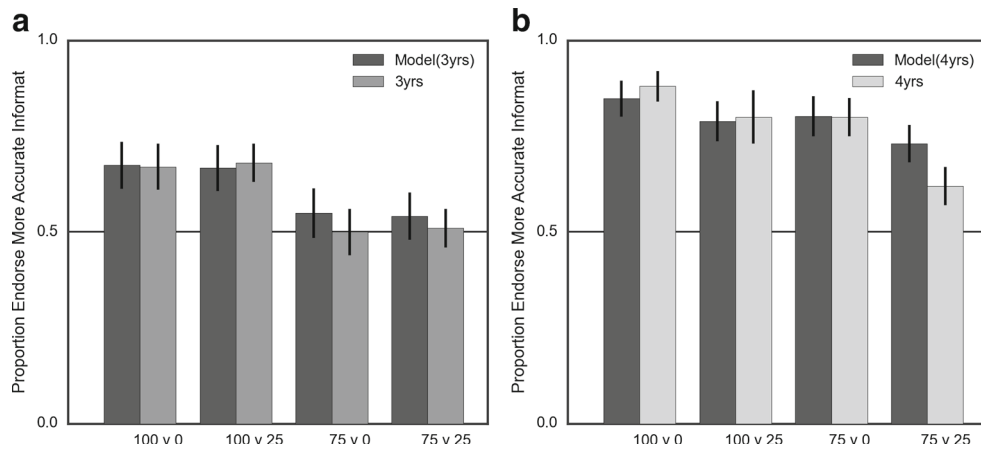 a
1.0
0.5
0.0
Proportion Endorse More Accurate Informat
Model(3yrs)
3yrs
100 v 0
100 v 25
75 v 0
75 v 25
b
1.0
0.5
0.0
Proportion Endorse More Accurate Informat
Model(4yrs)
4yrs
100 v 0
100 v 25
75 v 0
75 v 25